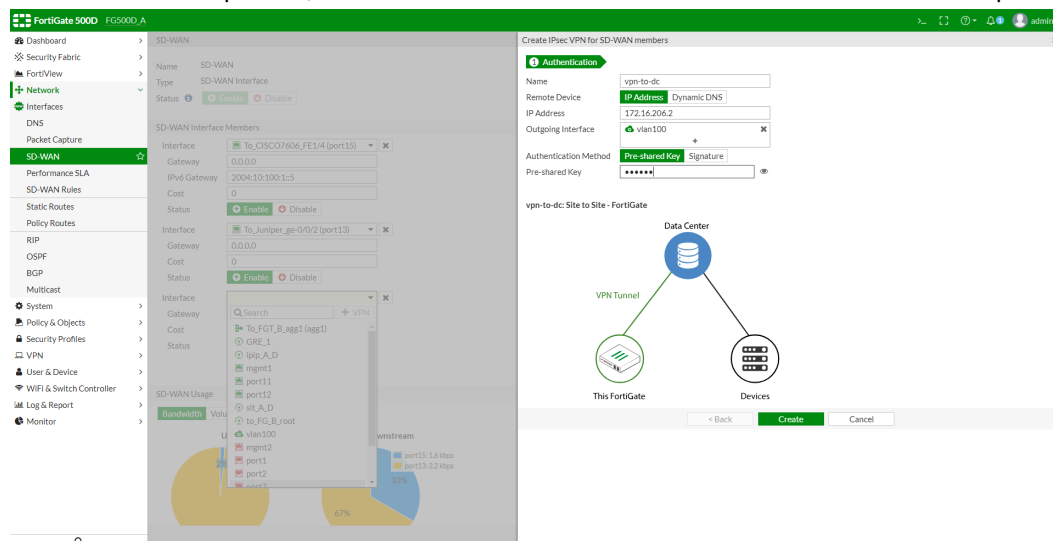 FortiGate 500D FG500D_A
>_ admin
Dashboard
Security Fabric
FortiView
Network
Interfaces
DNS
Packet Capture
SD-WAN
Performance SLA
SD-WAN Rules
Static Routes
Policy Routes
RIP
OSPF
BGP
Multicast
System
Policy & Objects
Security Profiles
VPN
User & Device
WiFi & Switch Controller
Log & Report
Monitor
SD-WAN
Name SD-WAN
Type SD-WAN Interface
Status Enable Disable
SD-WAN Interface Members
Interface To_CISCO7606_FE1/4 (port15)
Gateway 0.0.0.0
IPv6 Gateway 2004:10:100:1::5
Cost 0
Status Enable Disable
Interface To_Juniper_ge-0/0/2 (port13)
Gateway 0.0.0.0
Cost 0
Status Enable Disable
Interface
Gateway
Cost
Status
Search + VPN
To_FGT_B_agg1 (agg1)
GRE_1
ipip_A_D
mgmt1
port11
port12
sit_A_D
to_FG_B_root
vlan100
mgmt2
port1
port2
SD-WAN Usage
Bandwidth Volu
wnstream
port15: 1.6 kbps
port13: 3.2 kbps
32%
67%
Create IPsec VPN for SD-WAN members
1 Authentication
Name vpn-to-dc
Remote Device IP Address Dynamic DNS
IP Address 172.16.206.2
Outgoing Interface vlan100
+
Authentication Method Pre-shared Key Signature
Pre-shared Key ••••••
vpn-to-dc: Site to Site - FortiGate
Data Center
VPN Tunnel
This FortiGate Devices
< Back Create Cancel